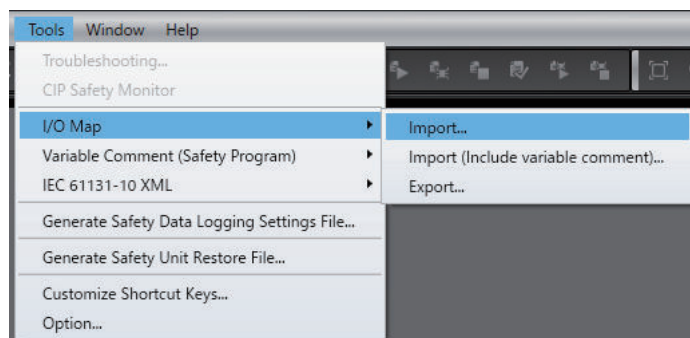 Tools Window Help
Troubleshooting...
CIP Safety Monitor
I/O Map
Import...
Variable Comment (Safety Program)
Import (Include variable comment)...
IEC 61131-10 XML
Export...
Generate Safety Data Logging Settings File...
Generate Safety Unit Restore File...
Customize Shortcut Keys...
Option...